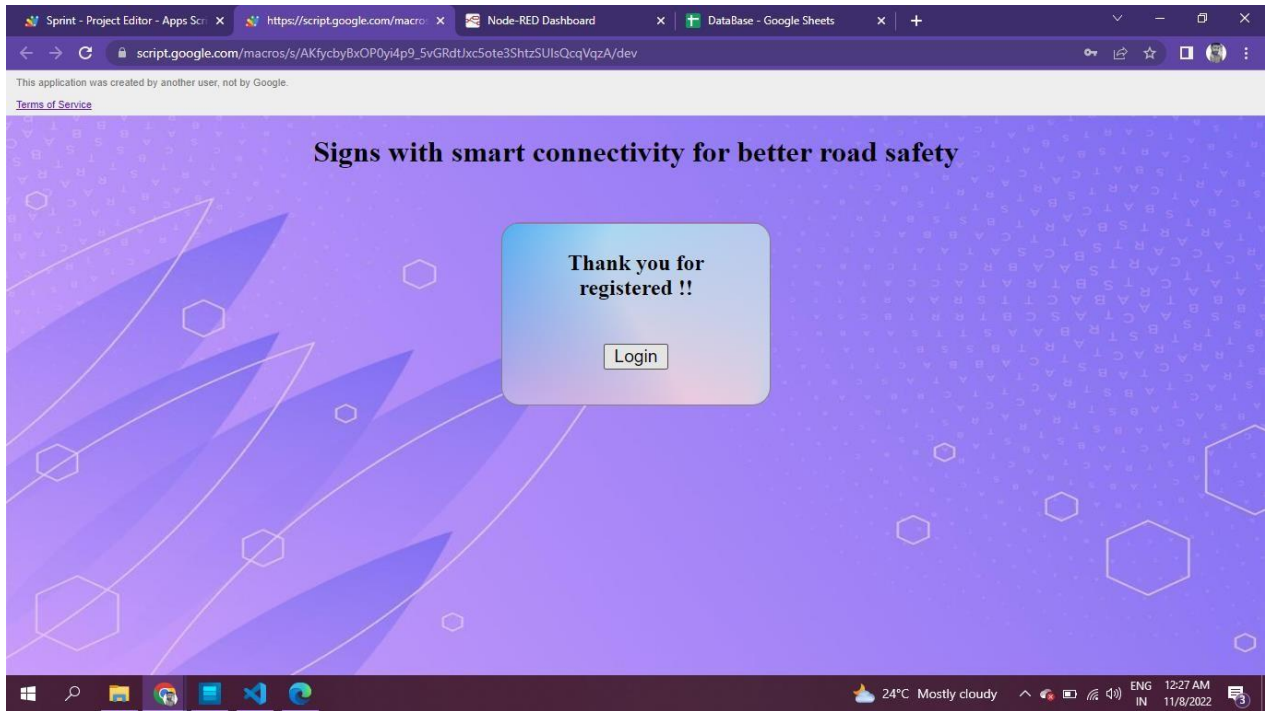 Sprint - Project Editor - Apps Scri
https://script.google.com/macro
Node-RED Dashboard
DataBase - Google Sheets
script.google.com/macros/s/AKfycbyBxOP0yi4p9_5vGRdtJxc5ote3ShtzSUIsQcqVqzA/dev
This application was created by another user, not by Google.
Terms of Service
Signs with smart connectivity for better road safety
Thank you for
registered !!
Login
24°C Mostly cloudy
ENG
IN
12:27 AM
11/8/2022
3